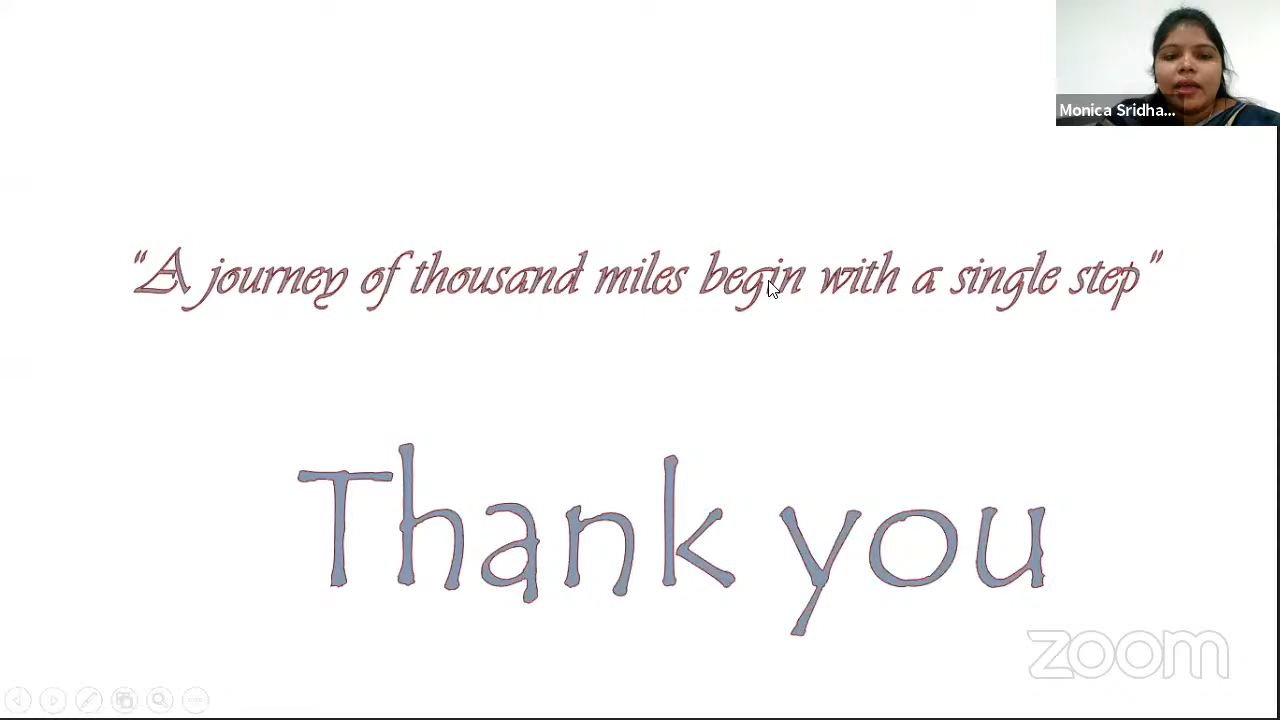 Monica Sridha...
“A journey of thousand miles begin with a single step”
Thank you
zoom